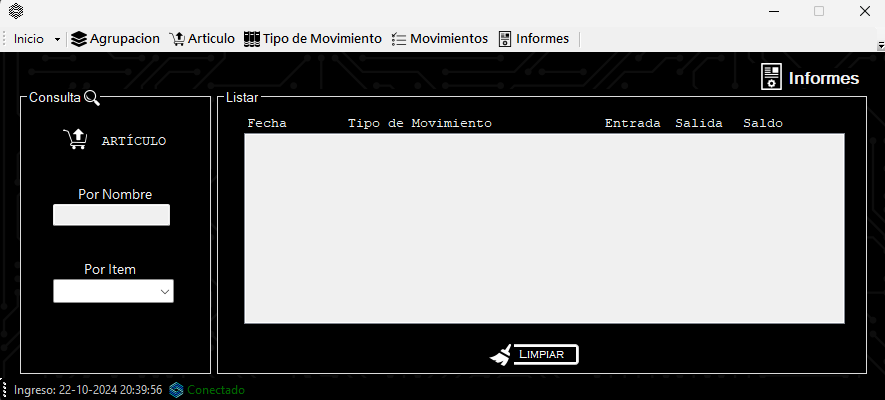 Inicio Agrupacion Articulo Tipo de Movimiento Movimientos Informes
Informes
Consulta
ARTÍCULO
Por Nombre
Por Item
Listar
Fecha Tipo de Movimiento Entrada Salida Saldo
LIMPIAR
Ingreso: 22-10-2024 20:39:56 Conectado